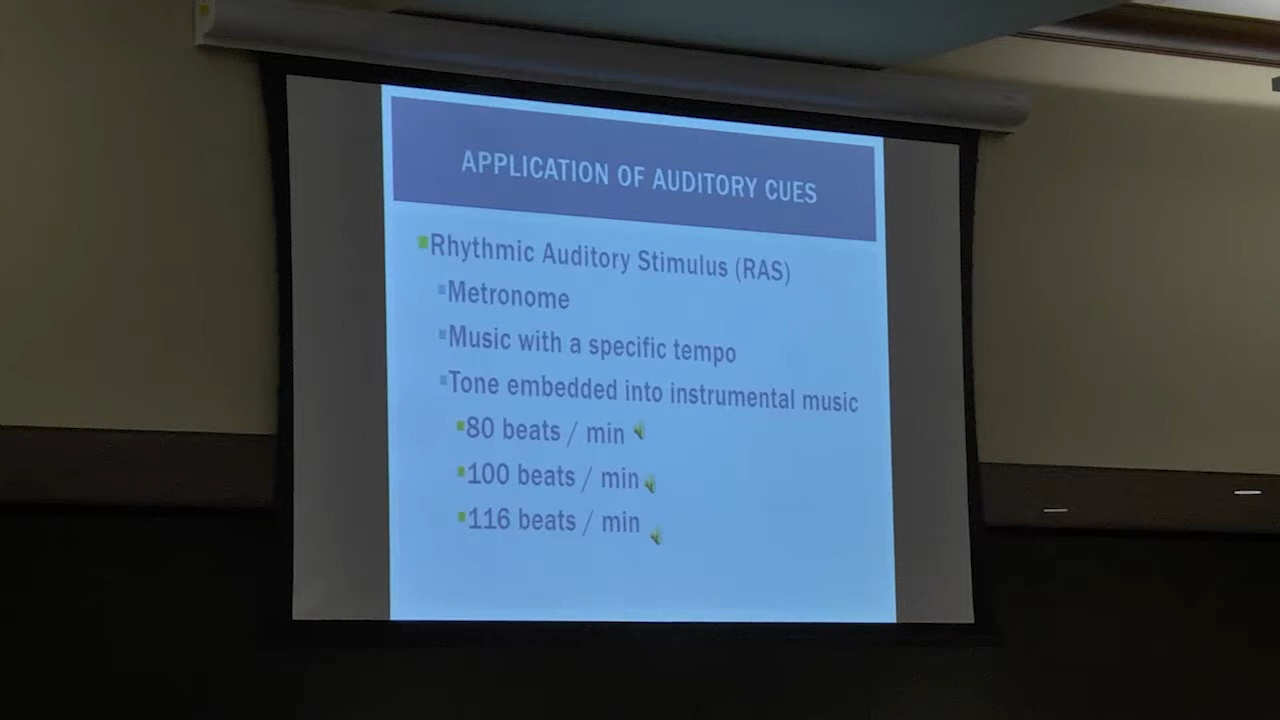 APPLICATION OF AUDITORY CUES
Rhythmic Auditory Stimulus (RAS)
Metronome
Music with a specific tempo
Tone embedded into instrumental music
80 beats / min
100 beats / min
116 beats / min